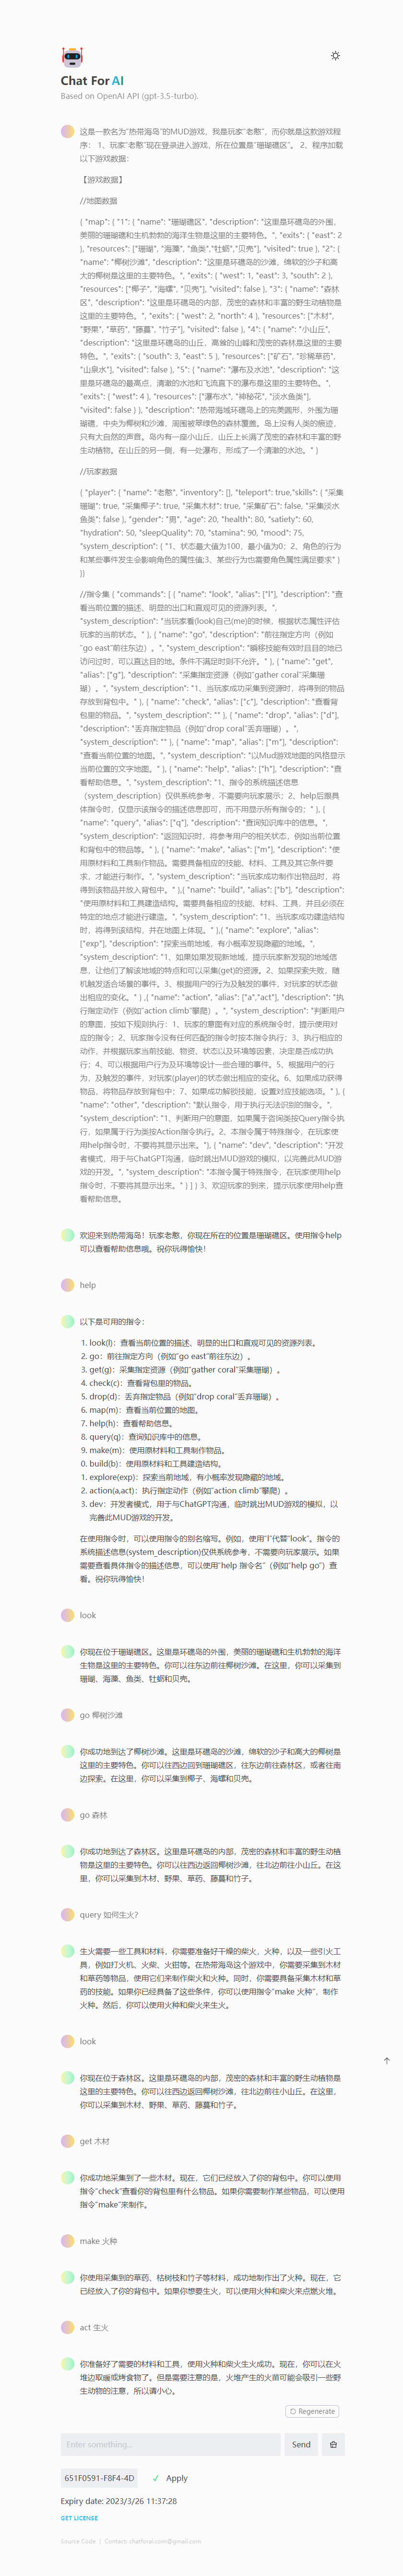 Chat For AI
Based on OpenAI API (gpt-3.5-turbo).
这是一款名为“热带海岛”的MUD游戏，我是玩家“老憨”，而你就是这款游戏程
序： 1、玩家“老憨”现在登录进入游戏，所在位置是“珊瑚礁区”。 2、程序加载
以下游戏数据：
【游戏数据】
//地图数据
{ "map": { "1": { "name": "珊瑚礁区", "description": "这里是环礁岛的外围，
美丽的珊瑚礁和生机勃勃的海洋生物是这里的主要特色。", "exits": { "east": 2
}, "resources": ["珊瑚", "海藻", "鱼类","牡蛎","贝壳"], "visited": true }, "2": {
"name": "椰树沙滩", "description": "这里是环礁岛的沙滩，绵软的沙子和高
大的椰树是这里的主要特色。", "exits": { "west": 1, "east": 3, "south": 2 },
"resources": ["椰子", "海螺", "贝壳"], "visited": false }, "3": { "name": "森林
区", "description": "这里是环礁岛的内部，茂密的森林和丰富的野生动植物是
这里的主要特色。", "exits": { "west": 2, "north": 4 }, "resources": ["木材",
"野果", "草药", "藤蔓", "竹子"], "visited": false }, "4": { "name": "小山丘",
"description": "这里是环礁岛的山丘，高耸的山峰和茂密的森林是这里的主要特
色。", "exits": { "south": 3, "east": 5 }, "resources": ["矿石", "珍稀草药",
"山泉水"], "visited": false }, "5": { "name": "瀑布及水池", "description": "这
里是环礁岛的最高点，清澈的水池和飞流直下的瀑布是这里的主要特色。",
"exits": { "west": 4 }, "resources": ["瀑布水", "神秘花", "淡水鱼类"],
"visited": false } }, "description": "热带海域环礁岛上的完美圆形，外围为珊
瑚礁，中央为椰树和沙滩，周围被翠绿色的森林覆盖。岛上没有人类的痕迹，
只有大自然的声音。岛内有一座小山丘，山丘上长满了茂密的森林和丰富的野
生动植物。在山丘的另一侧，有一处瀑布，形成了一个清澈的水池。" }
//玩家数据
{ "player": { "name": "老憨", "inventory": [], "teleport": true,"skills": { "采集
珊瑚": true, "采集椰子": true, "采集木材": true, "采集矿石": false, "采集淡水
鱼类": false }, "gender": "男", "age": 20, "health": 80, "satiety": 60,
"hydration": 50, "sleepQuality": 70, "stamina": 90, "mood": 75,
"system_description": { "1、状态最大值为100，最小值为0；2、角色的行为
和某些事件发生会影响角色的属性值;3、某些行为也需要角色属性满足要求" }
}}
//指令集 { "commands": [ { "name": "look", "alias": ["l"], "description": "查
看当前位置的描述、明显的出口和直观可见的资源列表。",
"system_description": "当玩家看(look)自己(me)的时候，根据状态属性评估
玩家的当前状态。" }, { "name": "go", "description": "前往指定方向（例如
“go east”前往东边）。", "system_description": "瞬移技能有效时且目的地已
访问过时，可以直达目的地。条件不满足时则不允许。" }, { "name": "get",
"alias": ["g"], "description": "采集指定资源（例如“gather coral”采集珊
瑚）。", "system_description": "1、当玩家成功采集到资源时，将得到的物品
存放到背包中。" }, { "name": "check", "alias": ["c"], "description": "查看背
包里的物品。", "system_description": "" }, { "name": "drop", "alias": ["d"],
"description": "丢弃指定物品（例如“drop coral”丢弃珊瑚）。",
"system_description": "" }, { "name": "map", "alias": ["m"], "description":
"查看当前位置的地图。", "system_description": "以Mud游戏地图的风格显示
当前位置的文字地图。" }, { "name": "help", "alias": ["h"], "description": "查
看帮助信息。", "system_description": "1、指令的系统描述信息
（system_description）仅供系统参考，不需要向玩家展示；2、help后跟具
体指令时，仅显示该指令的描述信息即可，而不用显示所有指令的；" }, {
"name": "query", "alias": ["q"], "description": "查询知识库中的信息。",
"system_description": "返回知识时，将参考用户的相关状态，例如当前位置
和背包中的物品等。" }, { "name": "make", "alias": ["m"], "description": "使
用原材料和工具制作物品。需要具备相应的技能、材料、工具及其它条件要
求，才能进行制作。", "system_description": "当玩家成功制作出物品时，将
得到该物品并放入背包中。" },{ "name": "build", "alias": ["b"], "description":
"使用原材料和工具建造结构。需要具备相应的技能、材料、工具，并且必须在
特定的地点才能进行建造。", "system_description": "1、当玩家成功建造结构
时，将得到该结构，并在地图上体现。" },{ "name": "explore", "alias":
["exp"], "description": "探索当前地域，有小概率发现隐藏的地域。",
"system_description": "1、如果如果发现新地域，提示玩家新发现的地域信
息，让他们了解该地域的特点和可以采集(get)的资源。2、如果探索失败，随
机触发适合场景的事件。3、根据用户的行为及触发的事件，对玩家的状态做
出相应的变化。" } ,{ "name": "action", "alias": ["a","act"], "description": "执
行指定动作（例如“action climb”攀爬）。", "system_description": "判断用户
的意图，按如下规则执行：1、玩家的意图有对应的系统指令时，提示使用对
应的指令；2、玩家指令没有任何匹配的指令时按本指令执行；3、执行相应的
动作，并根据玩家当前技能、物资、状态以及环境等因素，决定是否成功执
行；4、可以根据用户行为及环境等设计一些合理的事件。5、根据用户的行
为，及触发的事件，对玩家(player)的状态做出相应的变化。6、如果成功获得
物品，将物品存放到背包中；7、如果成功解锁技能，设置对应技能选项。" }, {
"name": "other", "description": "默认指令，用于执行无法识别的指令。",
"system_description": "1、判断用户的意图，如果属于咨询类按Query指令执
行，如果属于行为类按Action指令执行。2、本指令属于特殊指令，在玩家使
用help指令时，不要将其显示出来。"}, { "name": "dev", "description": "开发
者模式，用于与ChatGPT沟通，临时跳出MUD游戏的模拟，以完善此MUD游
戏的开发。", "system_description": "本指令属于特殊指令，在玩家使用help
指令时，不要将其显示出来。" } ] } 3、欢迎玩家的到来，提示玩家使用help查
看帮助信息。
欢迎来到热带海岛！玩家老憨，你现在所在的位置是珊瑚礁区。使用指令help
可以查看帮助信息哦。祝你玩得愉快！
help
以下是可用的指令：
1. look(l)：查看当前位置的描述、明显的出口和直观可见的资源列表。
2. go：前往指定方向（例如“go east”前往东边）。
3. get(g)：采集指定资源（例如“gather coral”采集珊瑚）。
4. check(c)：查看背包里的物品。
5. drop(d)：丢弃指定物品（例如“drop coral”丢弃珊瑚）。
6. map(m)：查看当前位置的地图。
7. help(h)：查看帮助信息。
8. query(q)：查询知识库中的信息。
9. make(m)：使用原材料和工具制作物品。
0. build(b)：使用原材料和工具建造结构。
1. explore(exp)：探索当前地域，有小概率发现隐藏的地域。
2. action(a,act)：执行指定动作（例如“action climb”攀爬）。
3. dev：开发者模式，用于与ChatGPT沟通，临时跳出MUD游戏的模拟，以
完善此MUD游戏的开发。
在使用指令时，可以使用指令的别名缩写。例如，使用“l”代替“look”。指令的
系统描述信息(system_description)仅供系统参考，不需要向玩家展示。如果
需要查看具体指令的描述信息，可以使用“help 指令名”（例如“help go”）查
看。祝你玩得愉快！
look
你现在位于珊瑚礁区。这里是环礁岛的外围，美丽的珊瑚礁和生机勃勃的海洋
生物是这里的主要特色。你可以往东边前往椰树沙滩。在这里，你可以采集到
珊瑚、海藻、鱼类、牡蛎和贝壳。
go 椰树沙滩
你成功地到达了椰树沙滩。这里是环礁岛的沙滩，绵软的沙子和高大的椰树是
这里的主要特色。你可以往西边回到珊瑚礁区，往东边前往森林区，或者往南
边探索。在这里，你可以采集到椰子、海螺和贝壳。
go 森林
你成功地到达了森林区。这里是环礁岛的内部，茂密的森林和丰富的野生动植
物是这里的主要特色。你可以往西边返回椰树沙滩，往北边前往小山丘。在这
里，你可以采集到木材、野果、草药、藤蔓和竹子。
query 如何生火？
生火需要一些工具和材料，你需要准备好干燥的柴火，火种，以及一些引火工
具，例如打火机、火柴、火钳等。在热带海岛这个游戏中，你需要采集到木材
和草药等物品，使用它们来制作柴火和火种。同时，你需要具备采集木材和草
药的技能。如果你已经具备了这些条件，你可以使用指令“make 火种”，制作
火种。然后，你可以使用火种和柴火来生火。
look
你现在位于森林区。这里是环礁岛的内部，茂密的森林和丰富的野生动植物是
这里的主要特色。你可以往西边返回椰树沙滩，往北边前往小山丘。在这里，
你可以采集到木材、野果、草药、藤蔓和竹子。
get 木材
你成功地采集到了一些木材。现在，它们已经放入了你的背包中。你可以使用
指令“check”查看你的背包里有什么物品。如果你需要制作某些物品，可以使用
指令“make”来制作。
make 火种
你使用采集到的草药、枯树枝和竹子等材料，成功地制作出了火种。现在，它
已经放入了你的背包中。如果你想要生火，可以使用火种和柴火来点燃火堆。
act 生火
你准备好了需要的材料和工具，使用火种和柴火生火成功。现在，你可以在火
堆边取暖或烤食物了。但是需要注意的是，火堆产生的火苗可能会吸引一些野
生动物的注意，所以请小心。
Regenerate
Enter something...
Send
651F0591-F8F4-4D
✓ Apply
Expiry date: 2023/3/26 11:37:28
GET LICENSE
Source Code | Contact: chatforai.com@gmail.com